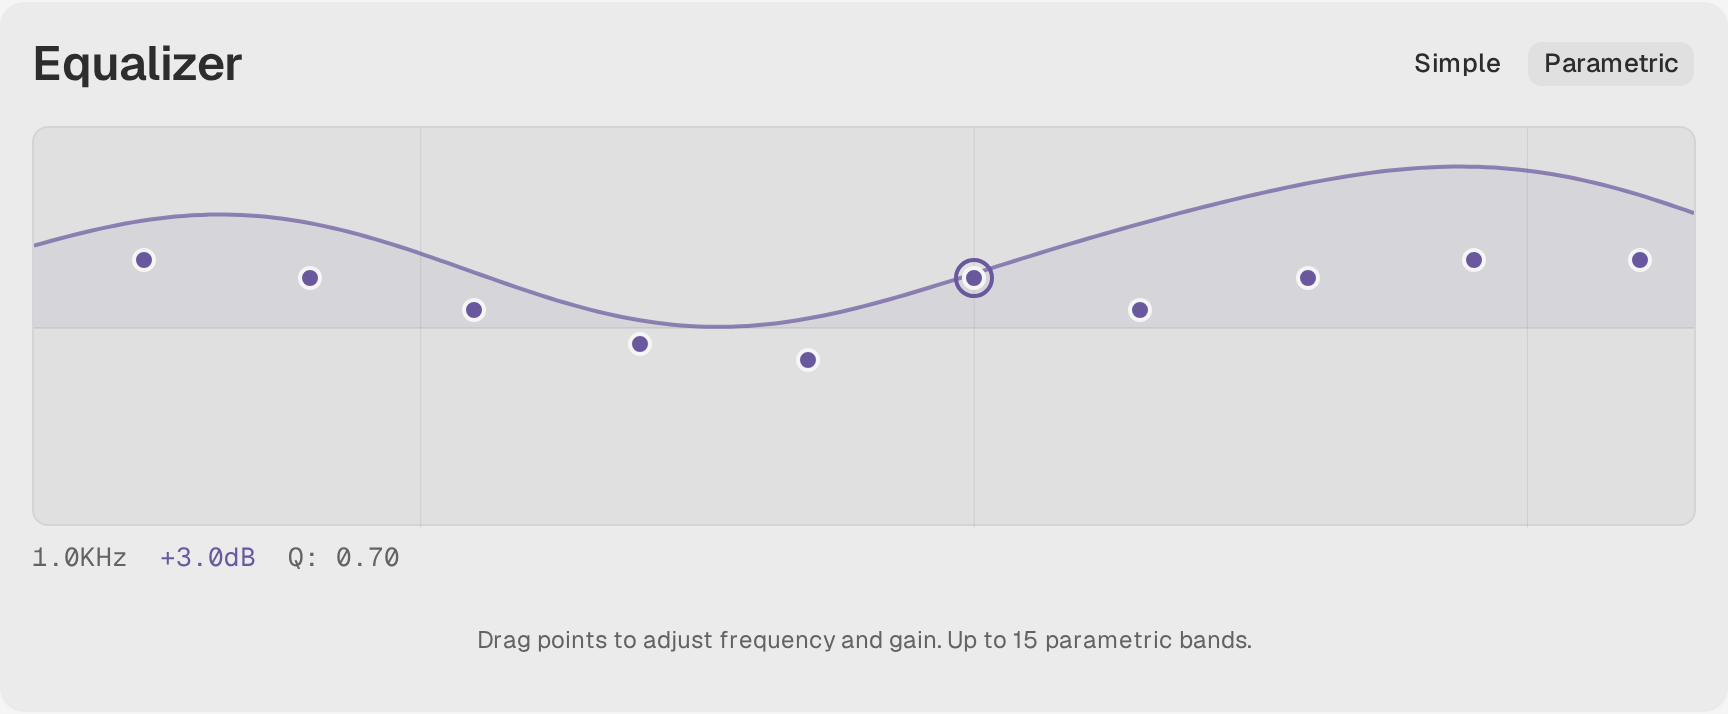 Equalizer
Simple Parametric
1.0KHz +3.0dB Q: 0.70
Drag points to adjust frequency and gain. Up to 15 parametric bands.